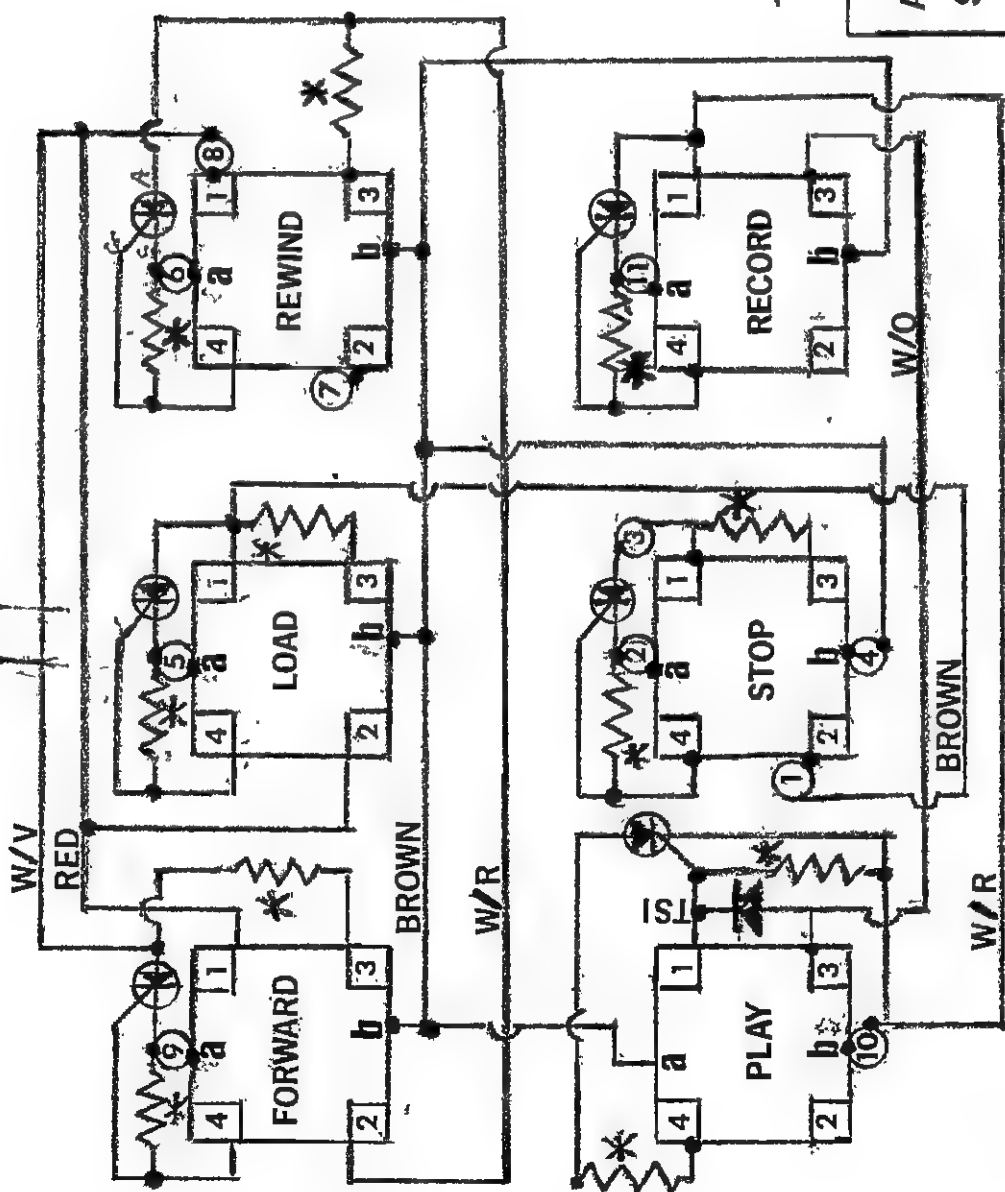 W/V
RED
G
A
9
5
6
8
a
a
a
4 1
4 1
4 1
FORWARD
LOAD
REWIND
2 3
2 3
2 3
b
b
b
7
BROWN
W/R
2
3
11
a
a
a
4 1
4 1
4 1
TS1
PLAY
STOP
RECORD
1
2 3
2 3
2 3
b
b
b
10
4
W/O
BROWN
W/R
A
S